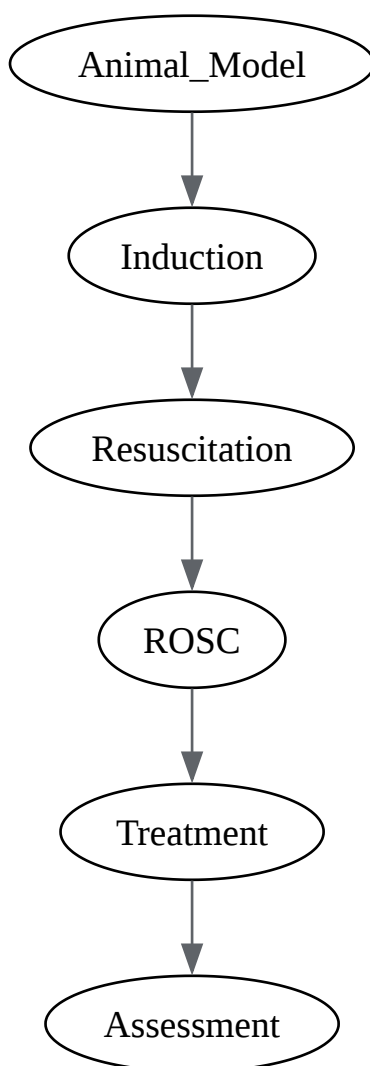 Animal_Model
Induction
Resuscitation
ROSC
Treatment
Assessment